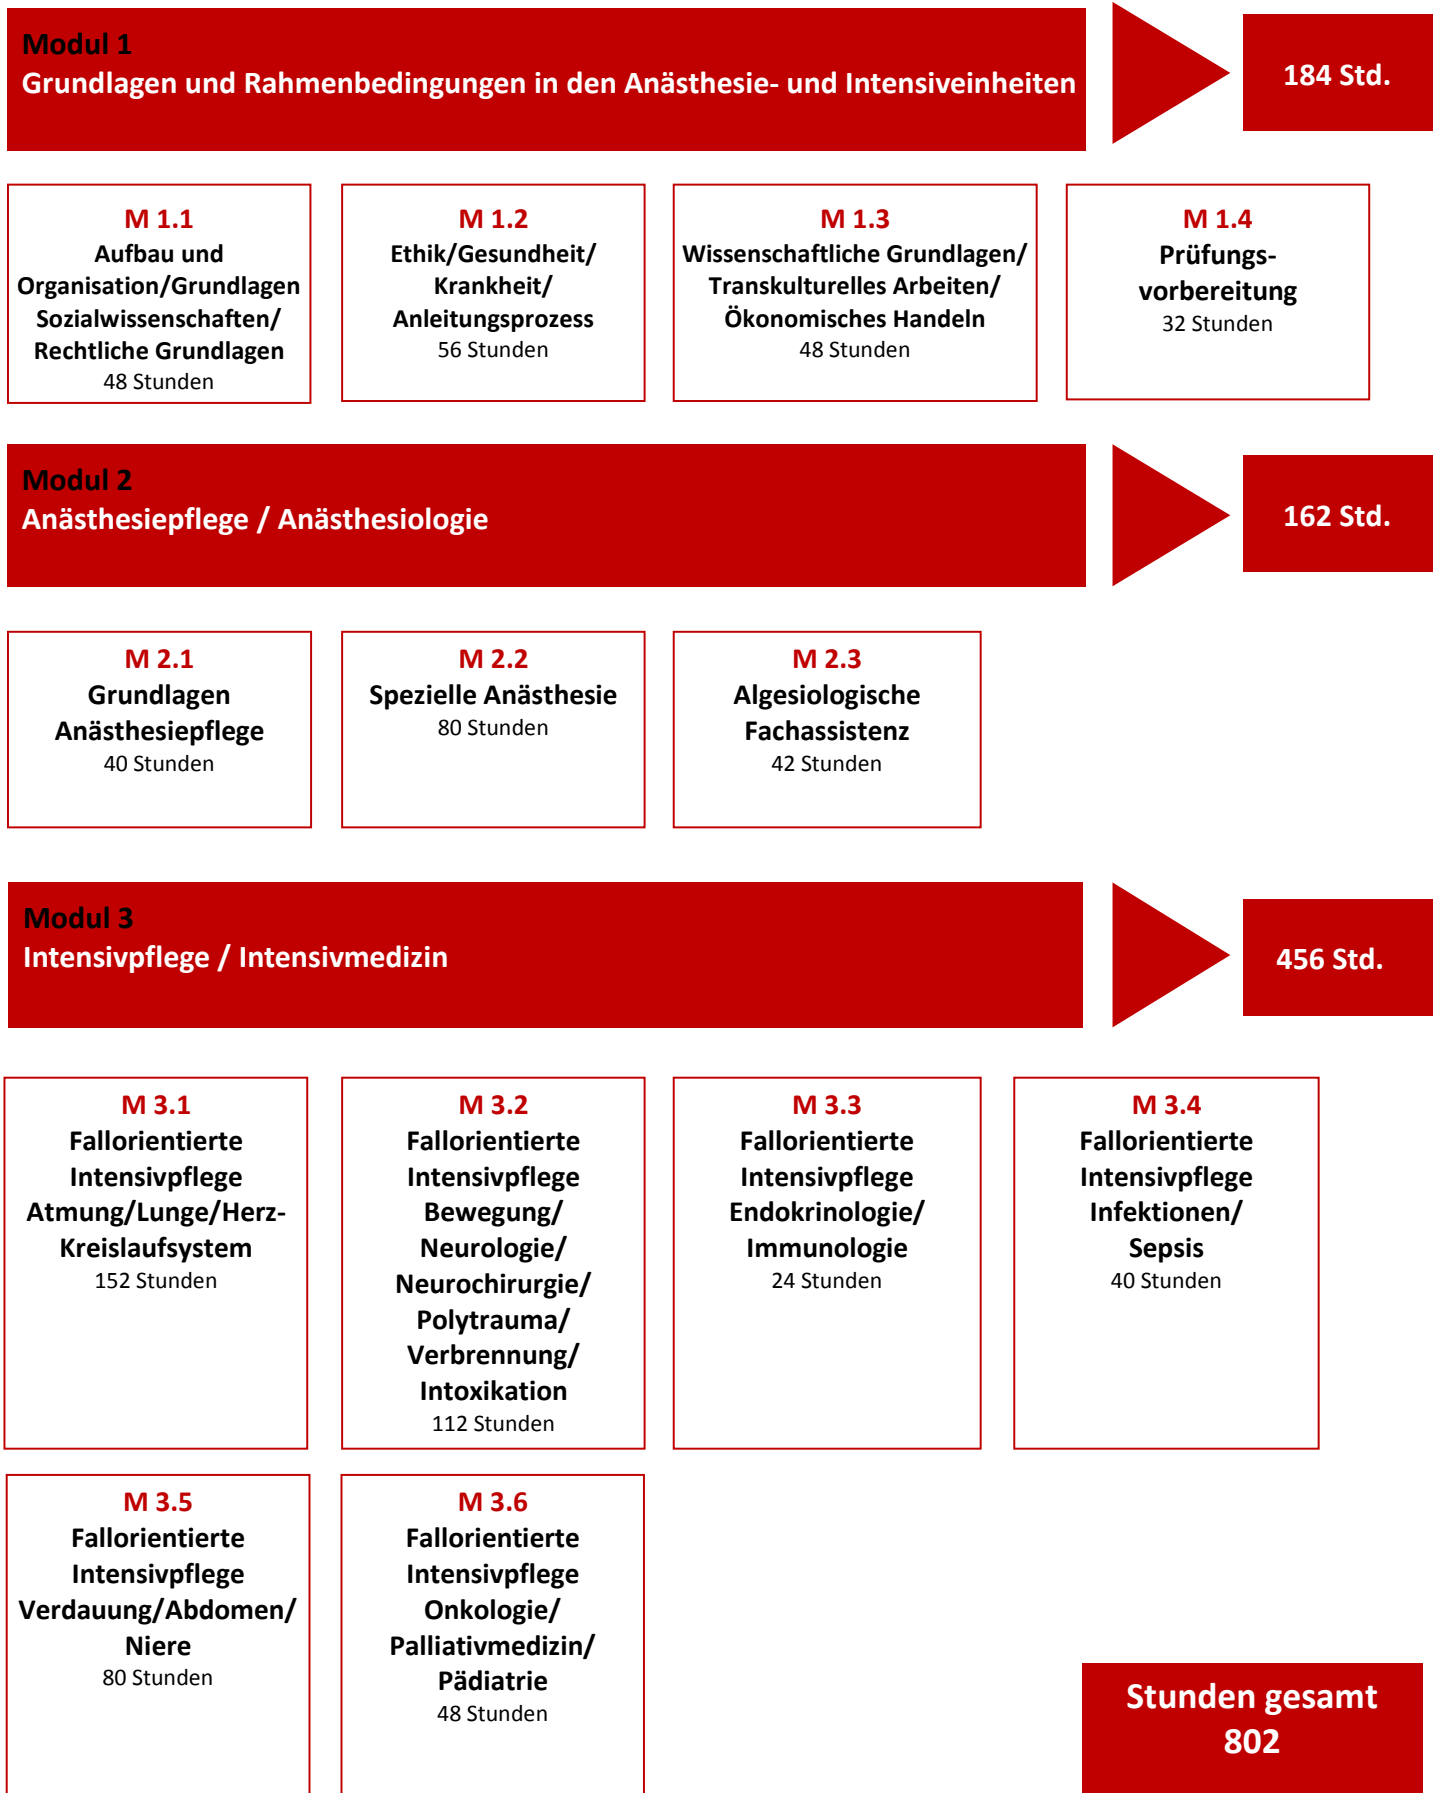 Modul 1
Grundlagen und Rahmenbedingungen in den Anästhesie- und Intensiveinheiten
184 Std.
M 1.1
Aufbau und
Organisation/Grundlagen
Sozialwissenschaften/
Rechtliche Grundlagen
48 Stunden
M 1.2
Ethik/Gesundheit/
Krankheit/
Anleitungsprozess
56 Stunden
M 1.3
Wissenschaftliche Grundlagen/
Transkulturelles Arbeiten/
Ökonomisches Handeln
48 Stunden
M 1.4
Prüfungs-
vorbereitung
32 Stunden
Modul 2
Anästhesiepflege / Anästhesiologie
162 Std.
M 2.1
Grundlagen
Anästhesiepflege
40 Stunden
M 2.2
Spezielle Anästhesie
80 Stunden
M 2.3
Algesiologische
Fachassistenz
42 Stunden
Modul 3
Intensivpflege / Intensivmedizin
456 Std.
M 3.1
Fallorientierte
Intensivpflege
Atmung/Lunge/Herz-
Kreislaufsystem
152 Stunden
M 3.2
Fallorientierte
Intensivpflege
Bewegung/
Neurologie/
Neurochirurgie/
Polytrauma/
Verbrennung/
Intoxikation
112 Stunden
M 3.3
Fallorientierte
Intensivpflege
Endokrinologie/
Immunologie
24 Stunden
M 3.4
Fallorientierte
Intensivpflege
Infektionen/
Sepsis
40 Stunden
M 3.5
Fallorientierte
Intensivpflege
Verdauung/Abdomen/
Niere
80 Stunden
M 3.6
Fallorientierte
Intensivpflege
Onkologie/
Palliativmedizin/
Pädiatrie
48 Stunden
Stunden gesamt
802